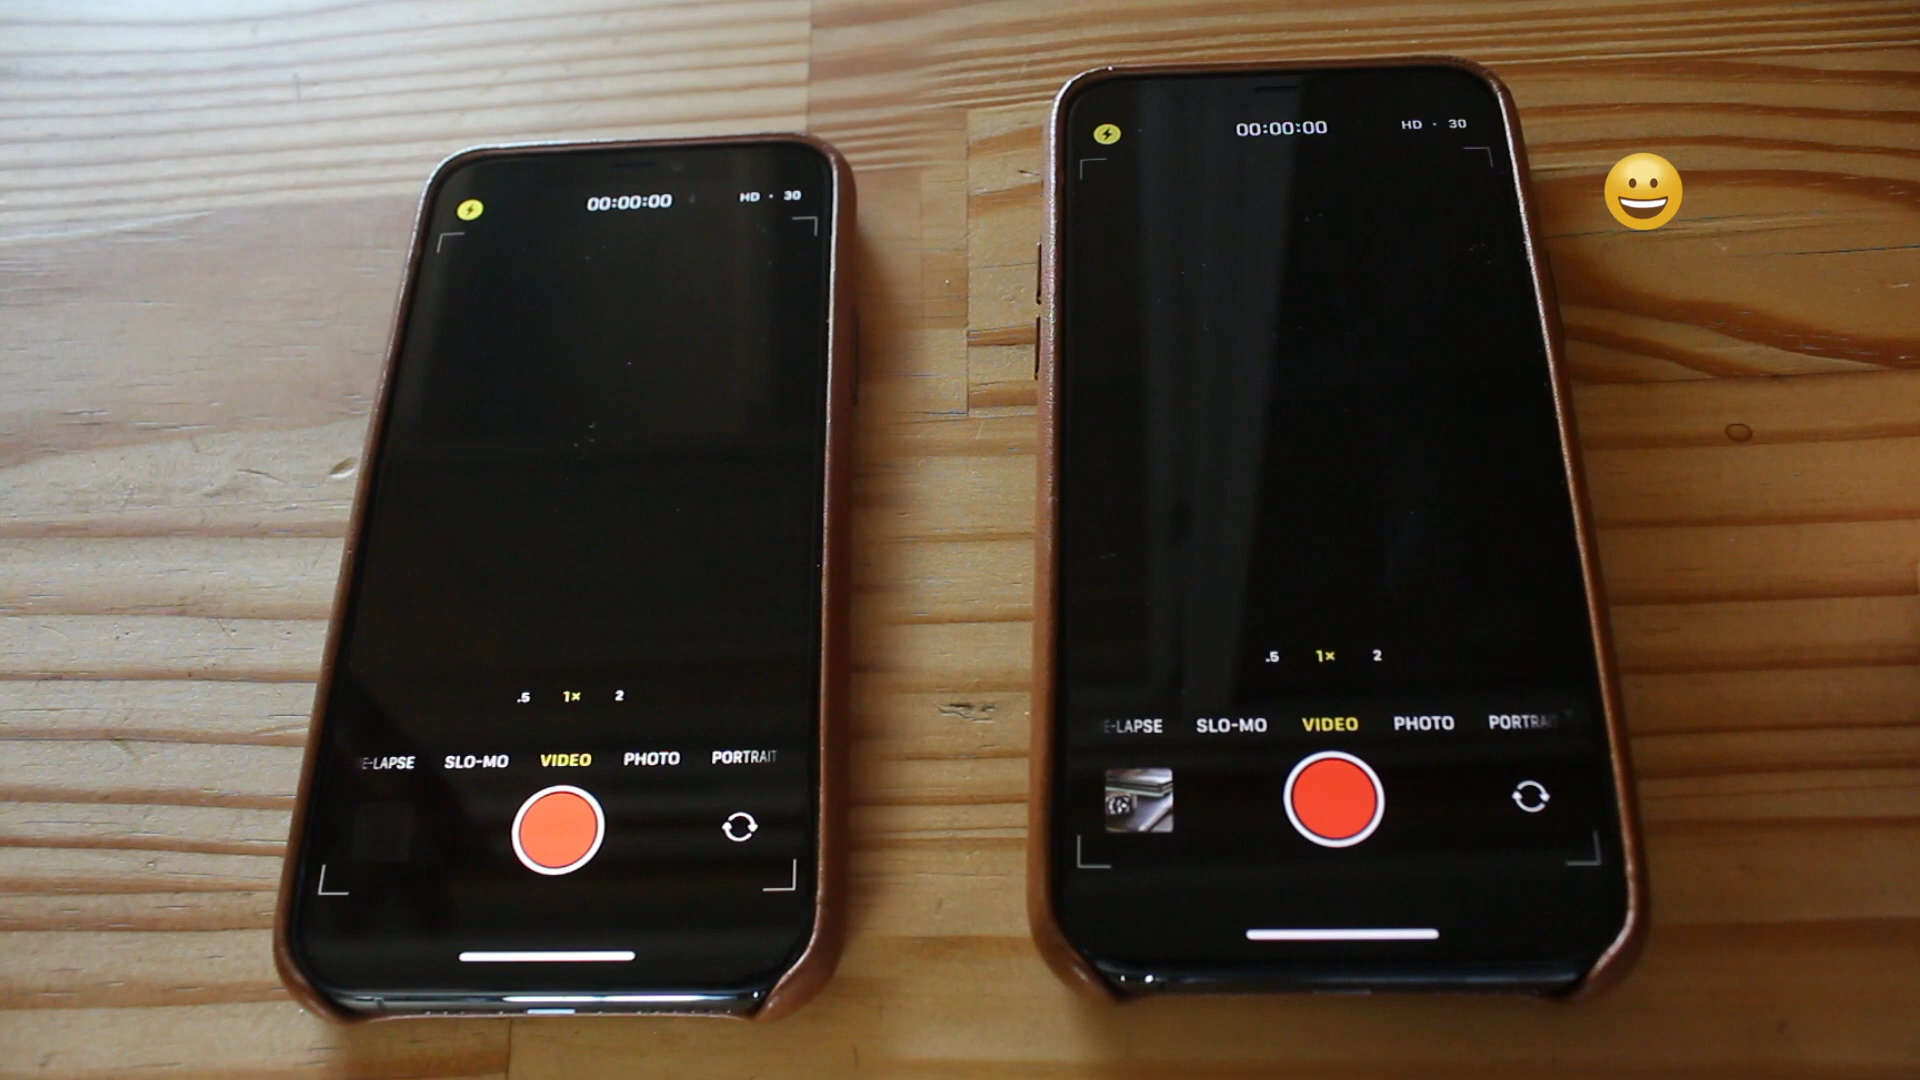 00:00:00
HD · 30
.5 1× 2
E-LAPSE SLO-MO VIDEO PHOTO PORTRAIT
00:00:00
HD · 30
.5 1× 2
E-LAPSE SLO-MO VIDEO PHOTO PORTRAI